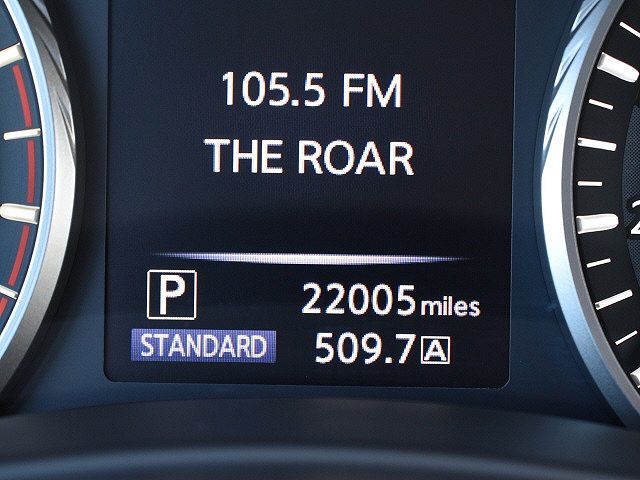 105.5 FM
THE ROAR
P 22005 miles
STANDARD 509.7 A